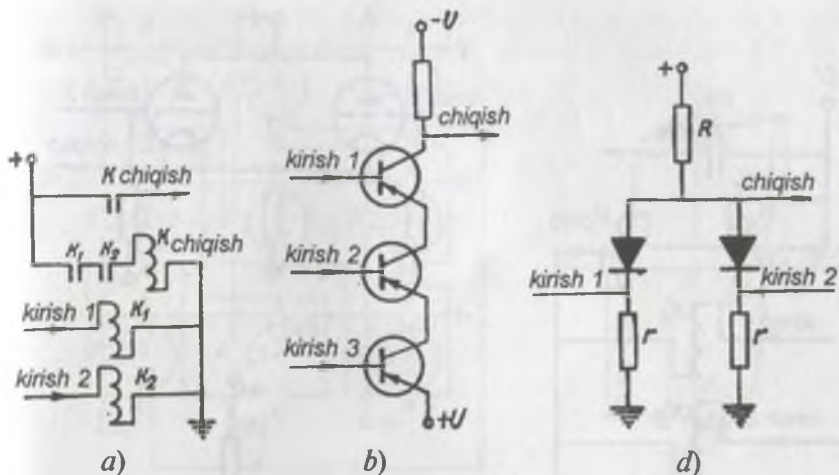 +
K chiqish
K₁ K₂ K chiqish
kirish 1 K₁
kirish 2 K₂
a)
-U
chiqish
kirish 1
kirish 2
kirish 3
+U
b)
+
R
chiqish
kirish 1
kirish 2
r r
d)